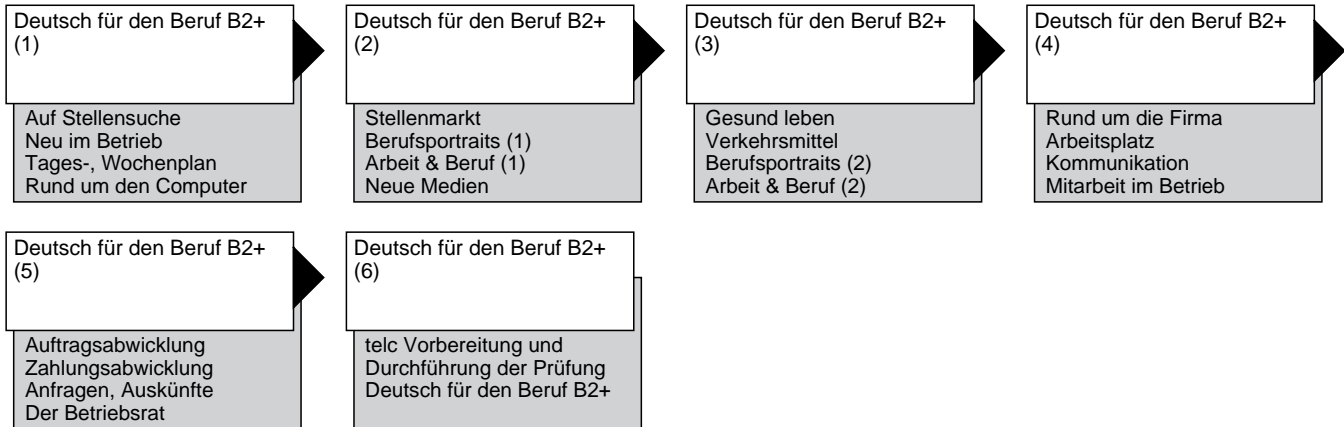 Deutsch für den Beruf B2+
(1)
Auf Stellensuche
Neu im Betrieb
Tages-, Wochenplan
Rund um den Computer
Deutsch für den Beruf B2+
(2)
Stellenmarkt
Berufsportraits (1)
Arbeit & Beruf (1)
Neue Medien
Deutsch für den Beruf B2+
(3)
Gesund leben
Verkehrsmittel
Berufsportraits (2)
Arbeit & Beruf (2)
Deutsch für den Beruf B2+
(4)
Rund um die Firma
Arbeitsplatz
Kommunikation
Mitarbeit im Betrieb
Deutsch für den Beruf B2+
(5)
Auftragsabwicklung
Zahlungsabwicklung
Anfragen, Auskünfte
Der Betriebsrat
Deutsch für den Beruf B2+
(6)
telc Vorbereitung und
Durchführung der Prüfung
Deutsch für den Beruf B2+